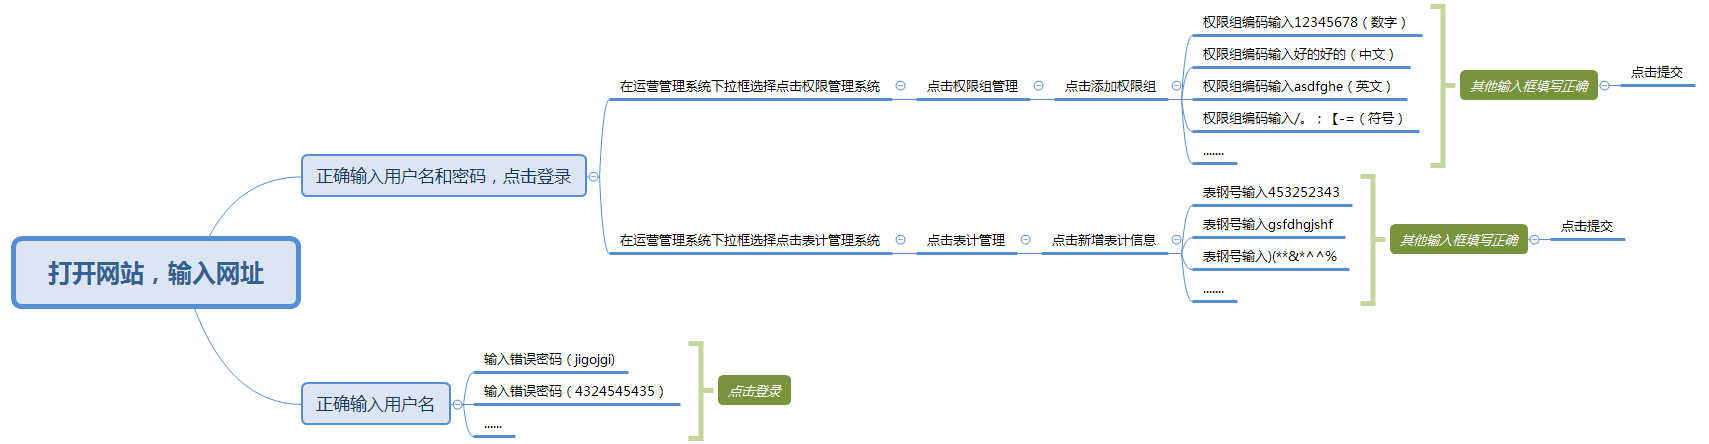 打开网站，输入网址
正确输入用户名和密码，点击登录
在运营管理系统下拉框选择点击权限管理系统
点击权限组管理
点击添加权限组
权限组编码输入12345678（数字）
权限组编码输入好的好的（中文）
权限组编码输入asdfghe（英文）
权限组编码输入/。；【-=（符号）
.......
其他输入框填写正确
点击提交
在运营管理系统下拉框选择点击表计管理系统
点击表计管理
点击新增表计信息
表钢号输入453252343
表钢号输入gsfdhgjshf
表钢号输入)(**&*^^%
.......
其他输入框填写正确
点击提交
正确输入用户名
输入错误密码（jigojgi)
输入错误密码（4324545435）
......
点击登录